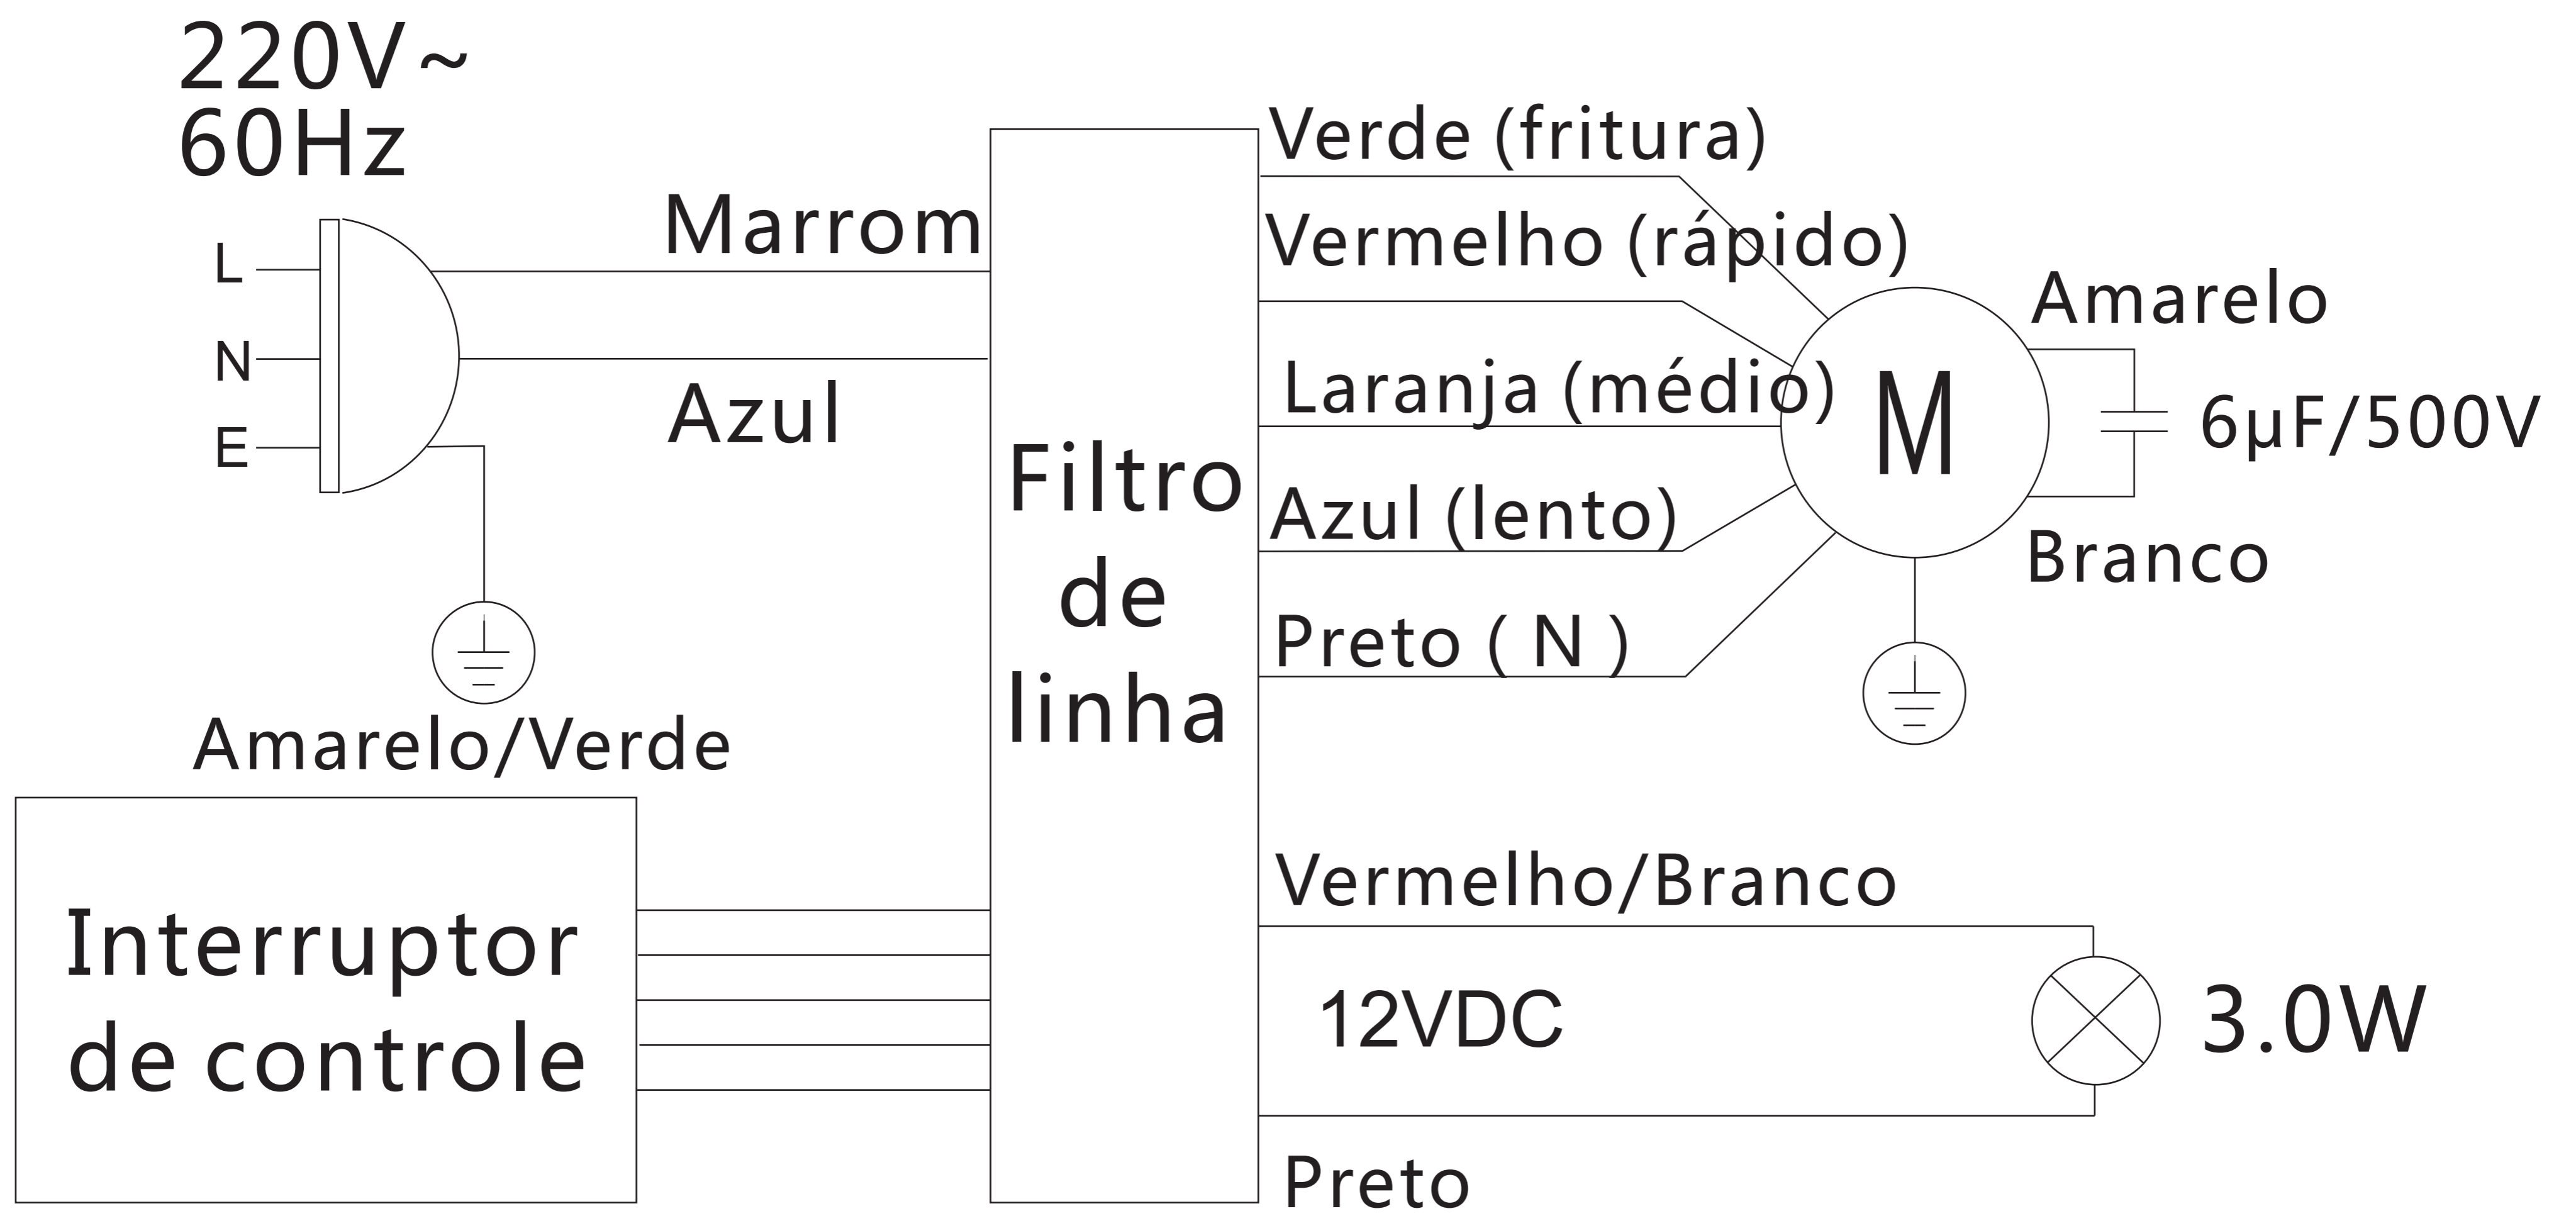 220V~
60Hz
L
N
E
Marrom
Azul
Amarelo/Verde
Interruptor
de controle
Filtro
de
linha
Verde (fritura)
Vermelho (rápido)
Laranja (médio)
Azul (lento)
Preto ( N )
M
Amarelo
6µF/500V
Branco
Vermelho/Branco
12VDC
3.0W
Preto